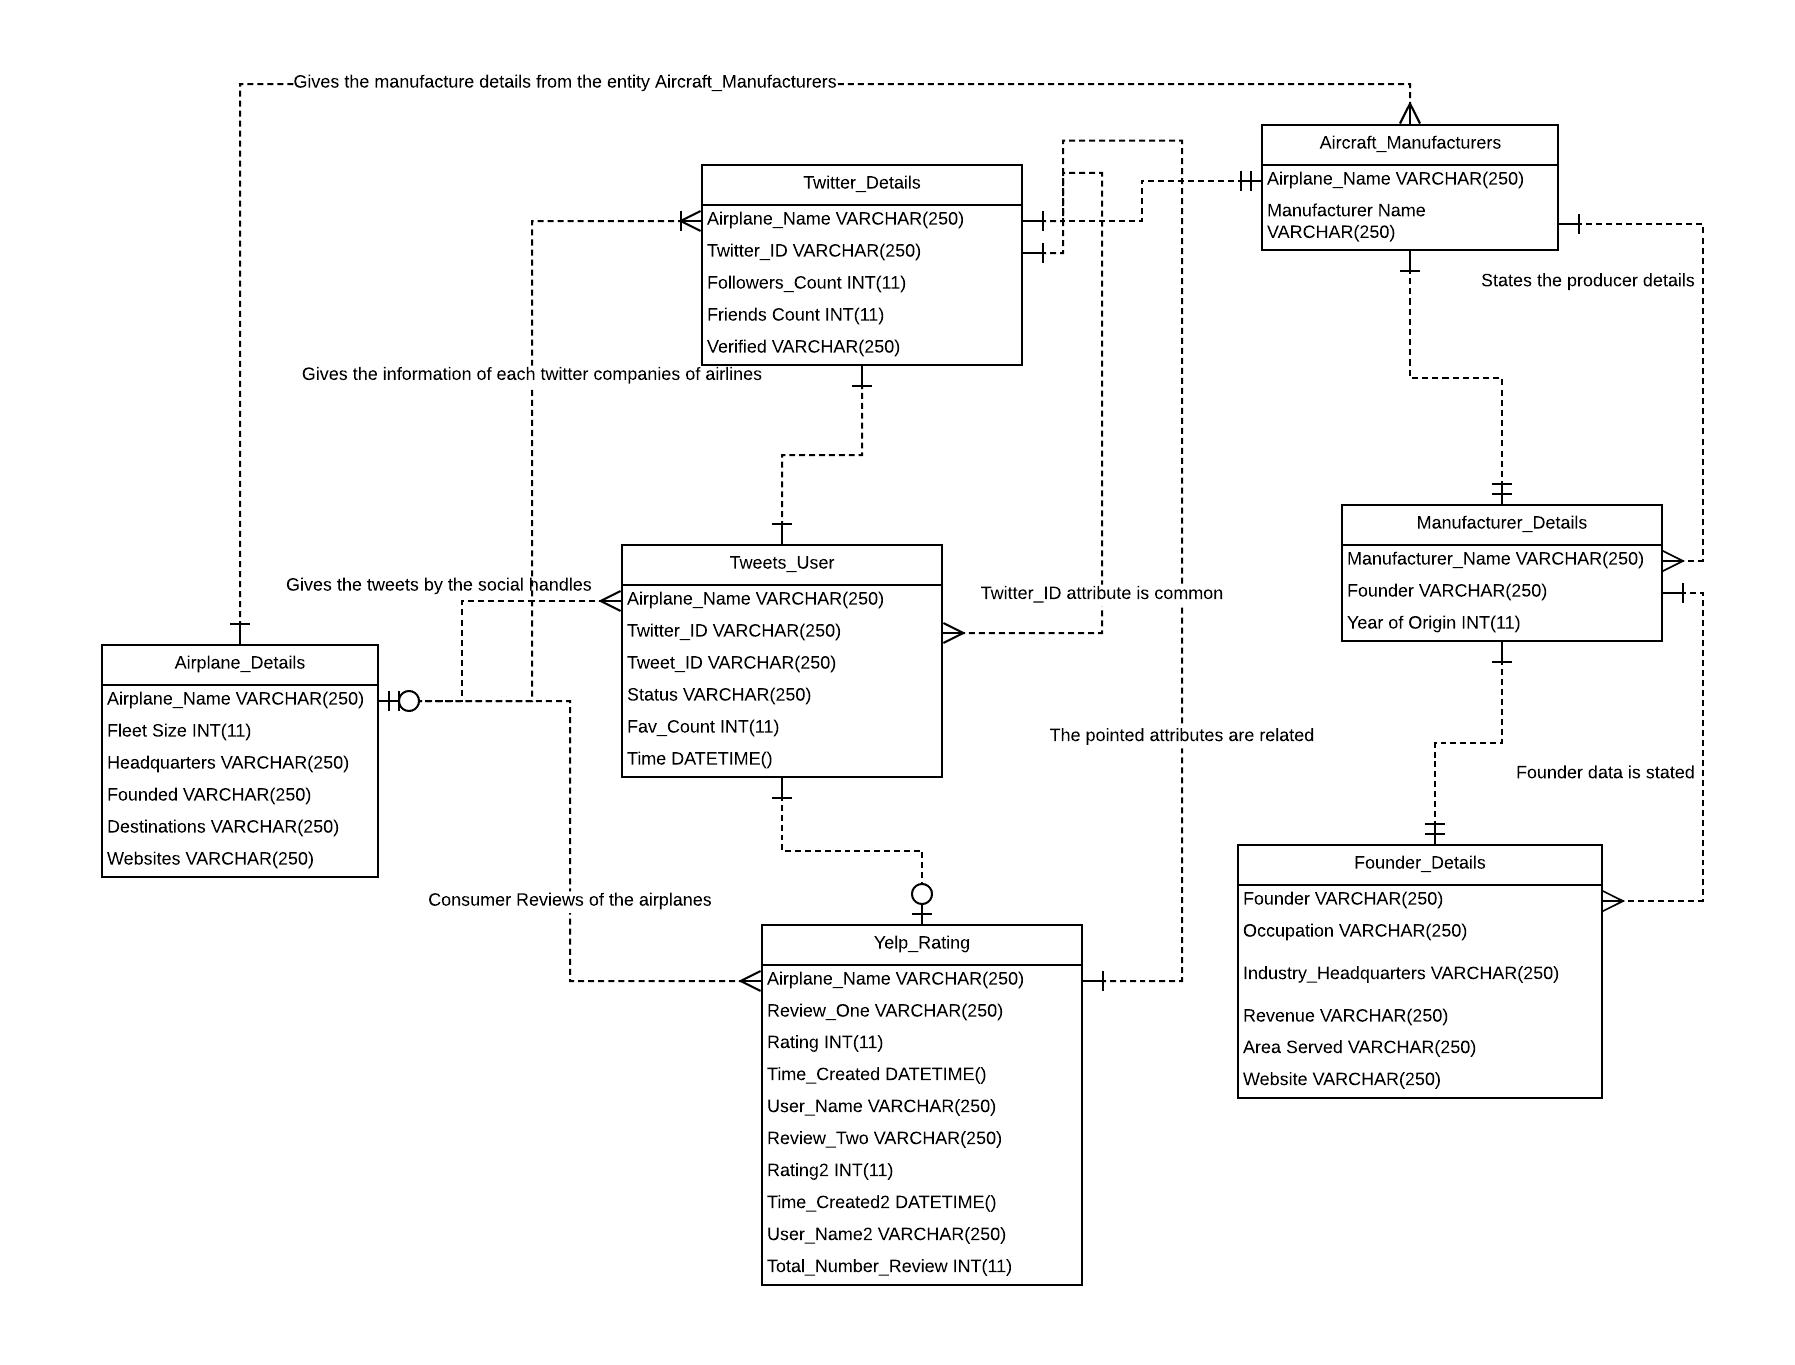 Gives the manufacture details from the entity Aircraft_Manufacturers
Aircraft_Manufacturers
Airplane_Name VARCHAR(250)
Manufacturer Name
VARCHAR(250)
Twitter_Details
Airplane_Name VARCHAR(250)
Twitter_ID VARCHAR(250)
Followers_Count INT(11)
Friends Count INT(11)
Verified VARCHAR(250)
States the producer details
Gives the information of each twitter companies of airlines
Manufacturer_Details
Manufacturer_Name VARCHAR(250)
Founder VARCHAR(250)
Year of Origin INT(11)
Tweets_User
Airplane_Name VARCHAR(250)
Twitter_ID VARCHAR(250)
Tweet_ID VARCHAR(250)
Status VARCHAR(250)
Fav_Count INT(11)
Time DATETIME()
Gives the tweets by the social handles
Twitter_ID attribute is common
Airplane_Details
Airplane_Name VARCHAR(250)
Fleet Size INT(11)
Headquarters VARCHAR(250)
Founded VARCHAR(250)
Destinations VARCHAR(250)
Websites VARCHAR(250)
The pointed attributes are related
Founder data is stated
Founder_Details
Founder VARCHAR(250)
Occupation VARCHAR(250)
Industry_Headquarters VARCHAR(250)
Revenue VARCHAR(250)
Area Served VARCHAR(250)
Website VARCHAR(250)
Consumer Reviews of the airplanes
Yelp_Rating
Airplane_Name VARCHAR(250)
Review_One VARCHAR(250)
Rating INT(11)
Time_Created DATETIME()
User_Name VARCHAR(250)
Review_Two VARCHAR(250)
Rating2 INT(11)
Time_Created2 DATETIME()
User_Name2 VARCHAR(250)
Total_Number_Review INT(11)